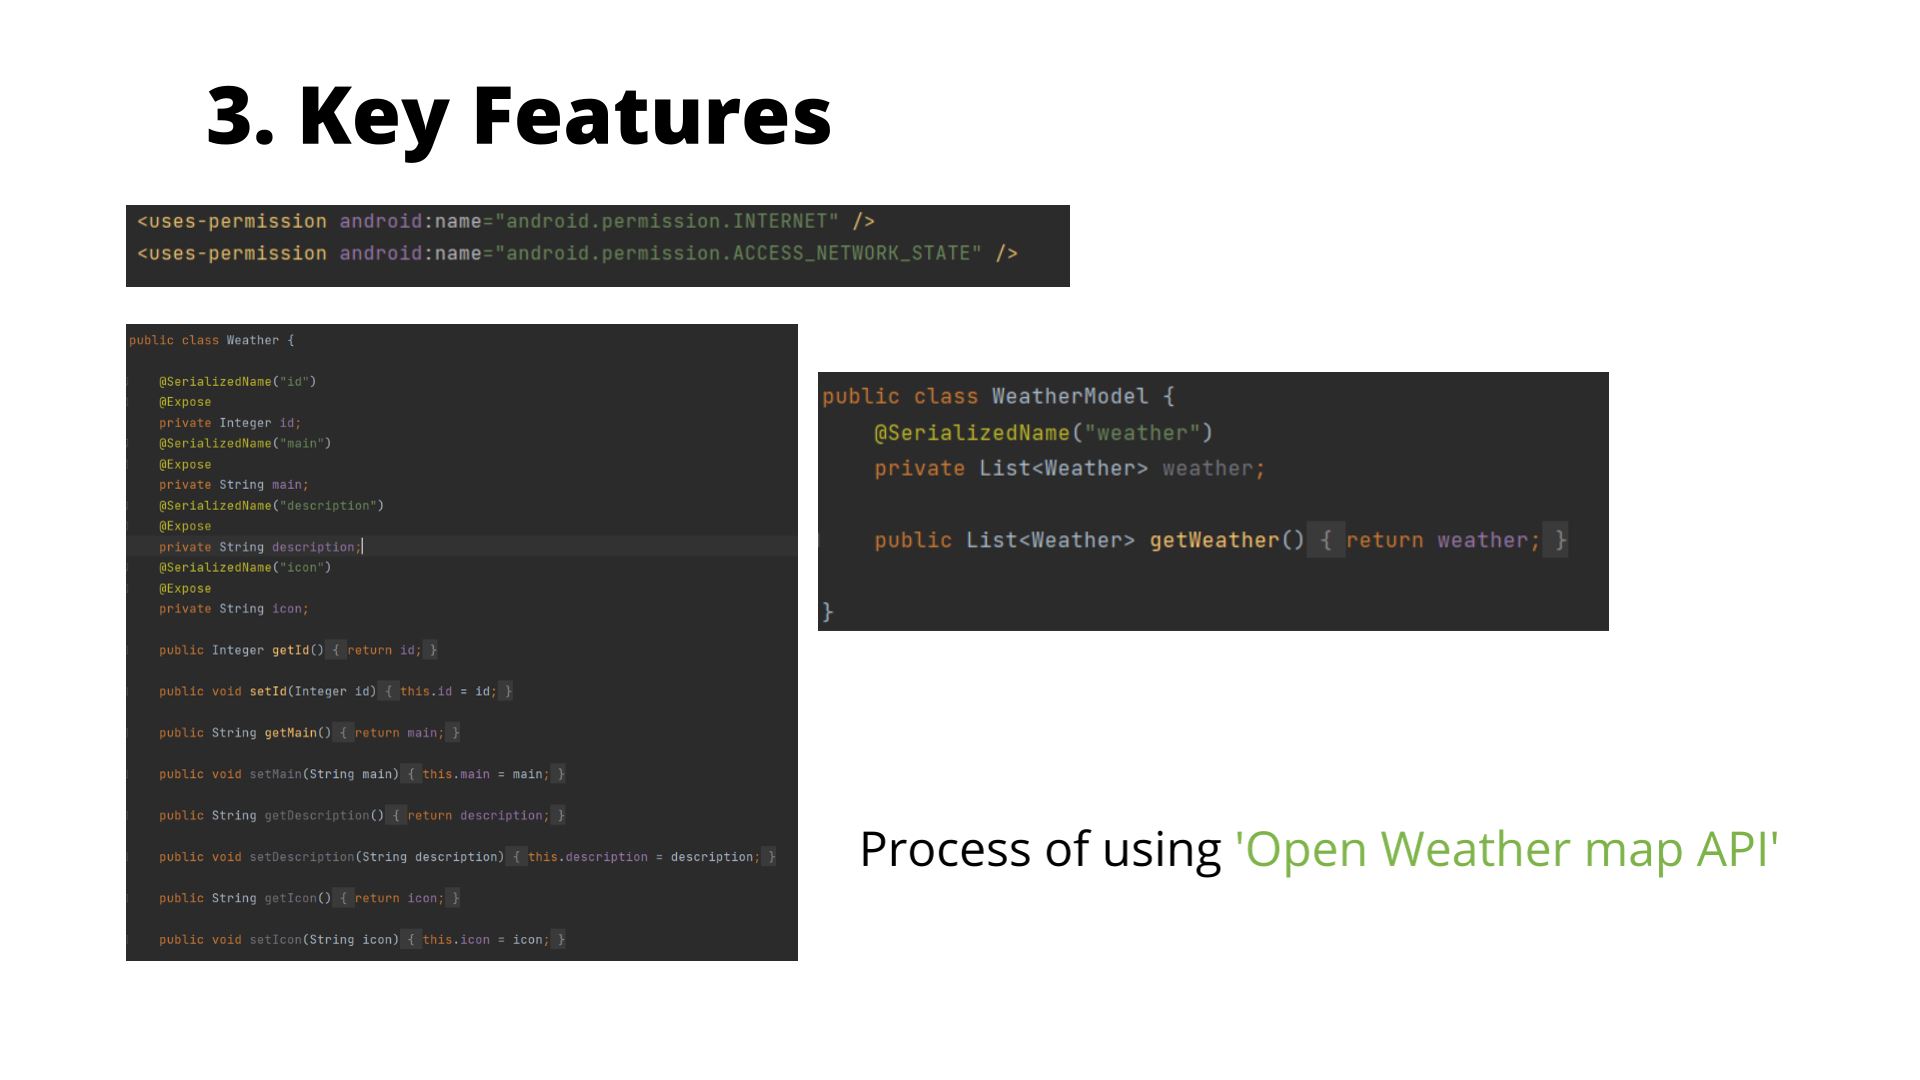 3. Key Features
<uses-permission android:name="android.permission.INTERNET" />
<uses-permission android:name="android.permission.ACCESS_NETWORK_STATE" />
public class Weather {
@SerializedName("id")
@Expose
private Integer id;
@SerializedName("main")
@Expose
private String main;
@SerializedName("description")
@Expose
private String description;
@SerializedName("icon")
@Expose
private String icon;
public Integer getId() { return id; }
public void setId(Integer id) { this.id = id; }
public String getMain() { return main; }
public void setMain(String main) { this.main = main; }
public String getDescription() { return description; }
public void setDescription(String description) { this.description = description; }
public String getIcon() { return icon; }
public void setIcon(String icon) { this.icon = icon; }
public class WeatherModel {
@SerializedName("weather")
private List<Weather> weather;
public List<Weather> getWeather() { return weather; }
}
Process of using 'Open Weather map API'